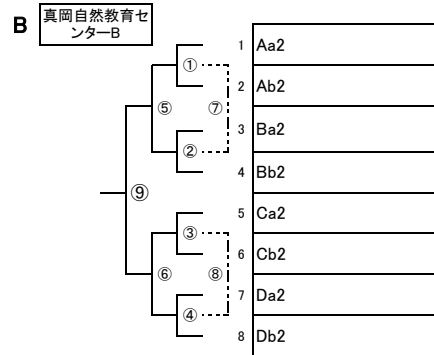 B
真岡自然教育セ
ンターB
1 Aa2
①
2 Ab2
⑤ ⑦
3 Ba2
②
4 Bb2
⑨
5 Ca2
③
6 Cb2
⑥ ⑧
7 Da2
④
8 Db2